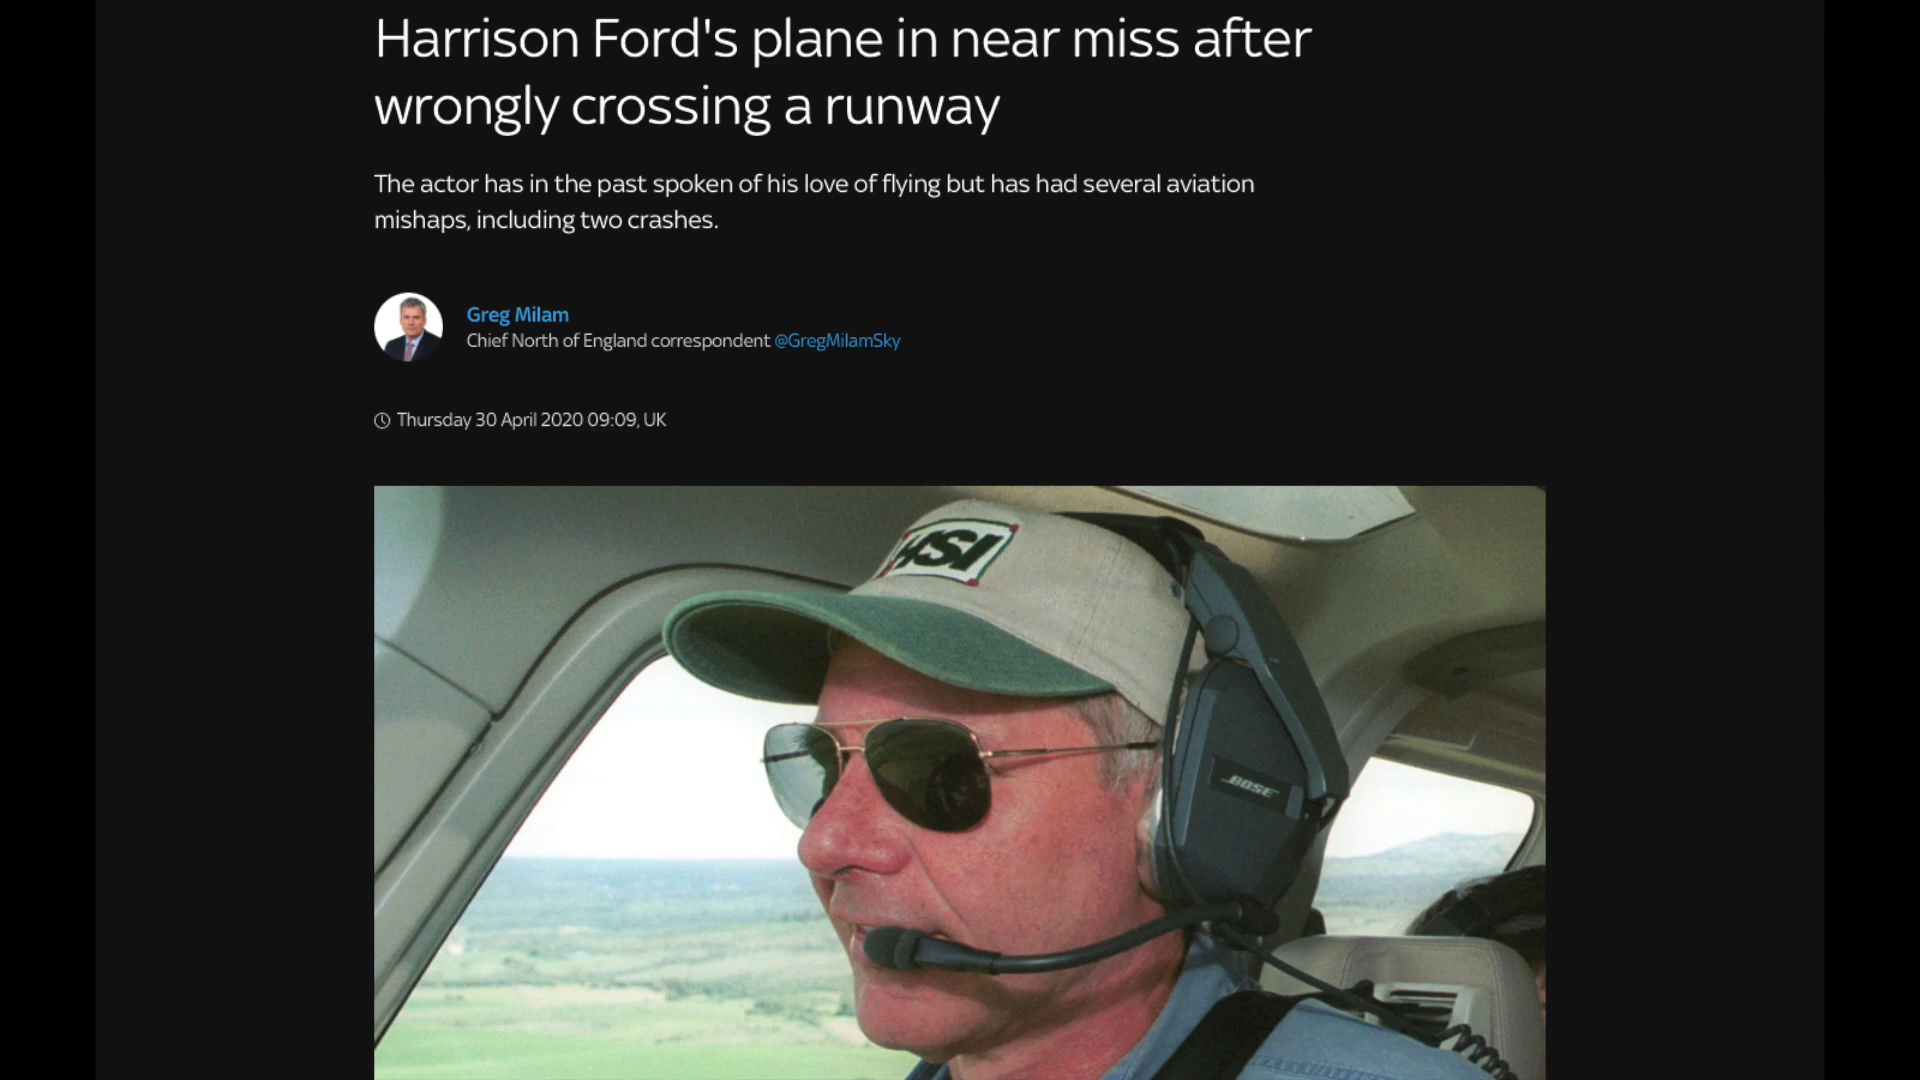 Harrison Ford's plane in near miss after
wrongly crossing a runway
The actor has in the past spoken of his love of flying but has had several aviation
mishaps, including two crashes.
Greg Milam
Chief North of England correspondent @GregMilamSky
Thursday 30 April 2020 09:09, UK
HSI
BOSE